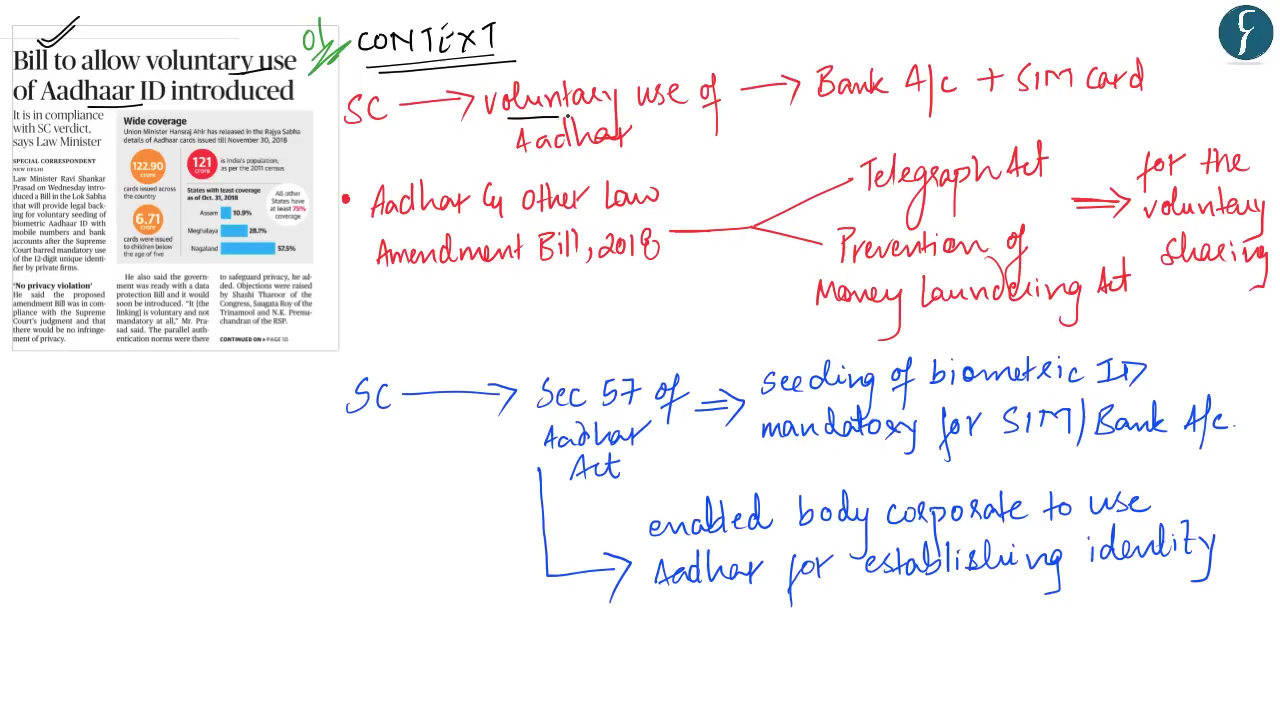 Bill to allow voluntary use
of Aadhaar ID introduced
It is in compliance
with SC verdict,
says Law Minister
SPECIAL CORRESPONDENT
NEW DELHI
Law Minister Ravi Shankar
Prasad on Wednesday intro-
duced a Bill in the Lok Sabha
that will provide legal back-
ing for voluntary seeding of
biometric Aadhaar ID with
mobile numbers and bank
accounts after the Supreme
Court barred mandatory use
of the 12-digit unique identi-
fier by private firms.
'No privacy violation'
He said the proposed
amendment Bill was in com-
pliance with the Supreme
Court's judgment and that
there would be no infringe-
ment of privacy.
Wide coverage
Union Minister Hansraj Ahir has released in the Rajya Sabha
details of Aadhaar cards issued till November 30, 2018
122.90
crore
cards issued across
the country
6.71
crore
cards were issued
to children below
the age of five
121
crore
is India's population,
as per the 2011 census
States with least coverage
as of Oct. 31, 2018
Assam 10.9%
Meghalaya 28.7%
Nagaland 57.5%
All other
States have
at least 75%
coverage
He also said the govern-
ment was ready with a data
protection Bill and it would
soon be introduced. "It [the
linking] is voluntary and not
mandatory at all," Mr. Pra-
sad said. The parallel auth-
entication norms were there
to safeguard privacy, he ad-
ded. Objections were raised
by Shashi Tharoor of the
Congress, Saugata Roy of the
Trinamool and N.K. Prema-
chandran of the RSP.
CONTINUED ON ▸ PAGE 10
01 CONTEXT
SC → voluntary use of Aadhar → Bank A/c + SIM Card
• Aadhar & Other Law
Amendment Bill, 2018
Telegraph Act
Prevention of
Money Laundering Act
⇒ for the
voluntary
sharing
SC → Sec 57 of
Aadhar
Act
⇒ seeding of biometric ID
mandatory for SIM/Bank A/c.
enabled body corporate to use
Aadhar for establishing identity